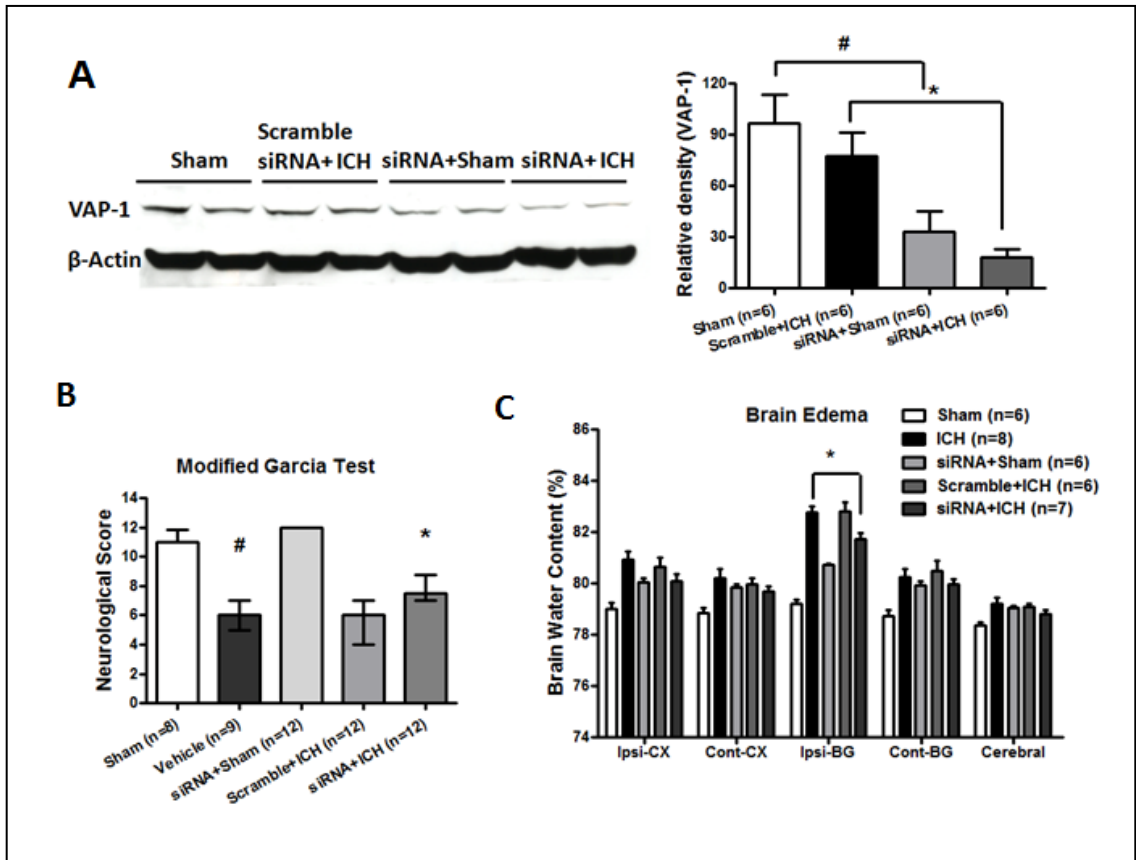 A
Scramble
Sham siRNA+ICH siRNA+Sham siRNA+ICH
VAP-1
β-Actin
#
*
Relative density (VAP-1)
120
90
60
30
0
Sham (n=6)
Scramble+ICH (n=6)
siRNA+Sham (n=6)
siRNA+ICH (n=6)
B
Modified Garcia Test
Neurological Score
14
12
10
8
6
4
2
0
#
*
Sham (n=8)
Vehicle (n=9)
siRNA+Sham (n=12)
Scramble+ICH (n=12)
siRNA+ICH (n=12)
C
Brain Edema
Sham (n=6)
ICH (n=8)
siRNA+Sham (n=6)
Scramble+ICH (n=6)
siRNA+ICH (n=7)
*
Brain Water Content (%)
86
84
82
80
78
76
74
Ipsi-CX Cont-CX Ipsi-BG Cont-BG Cerebral